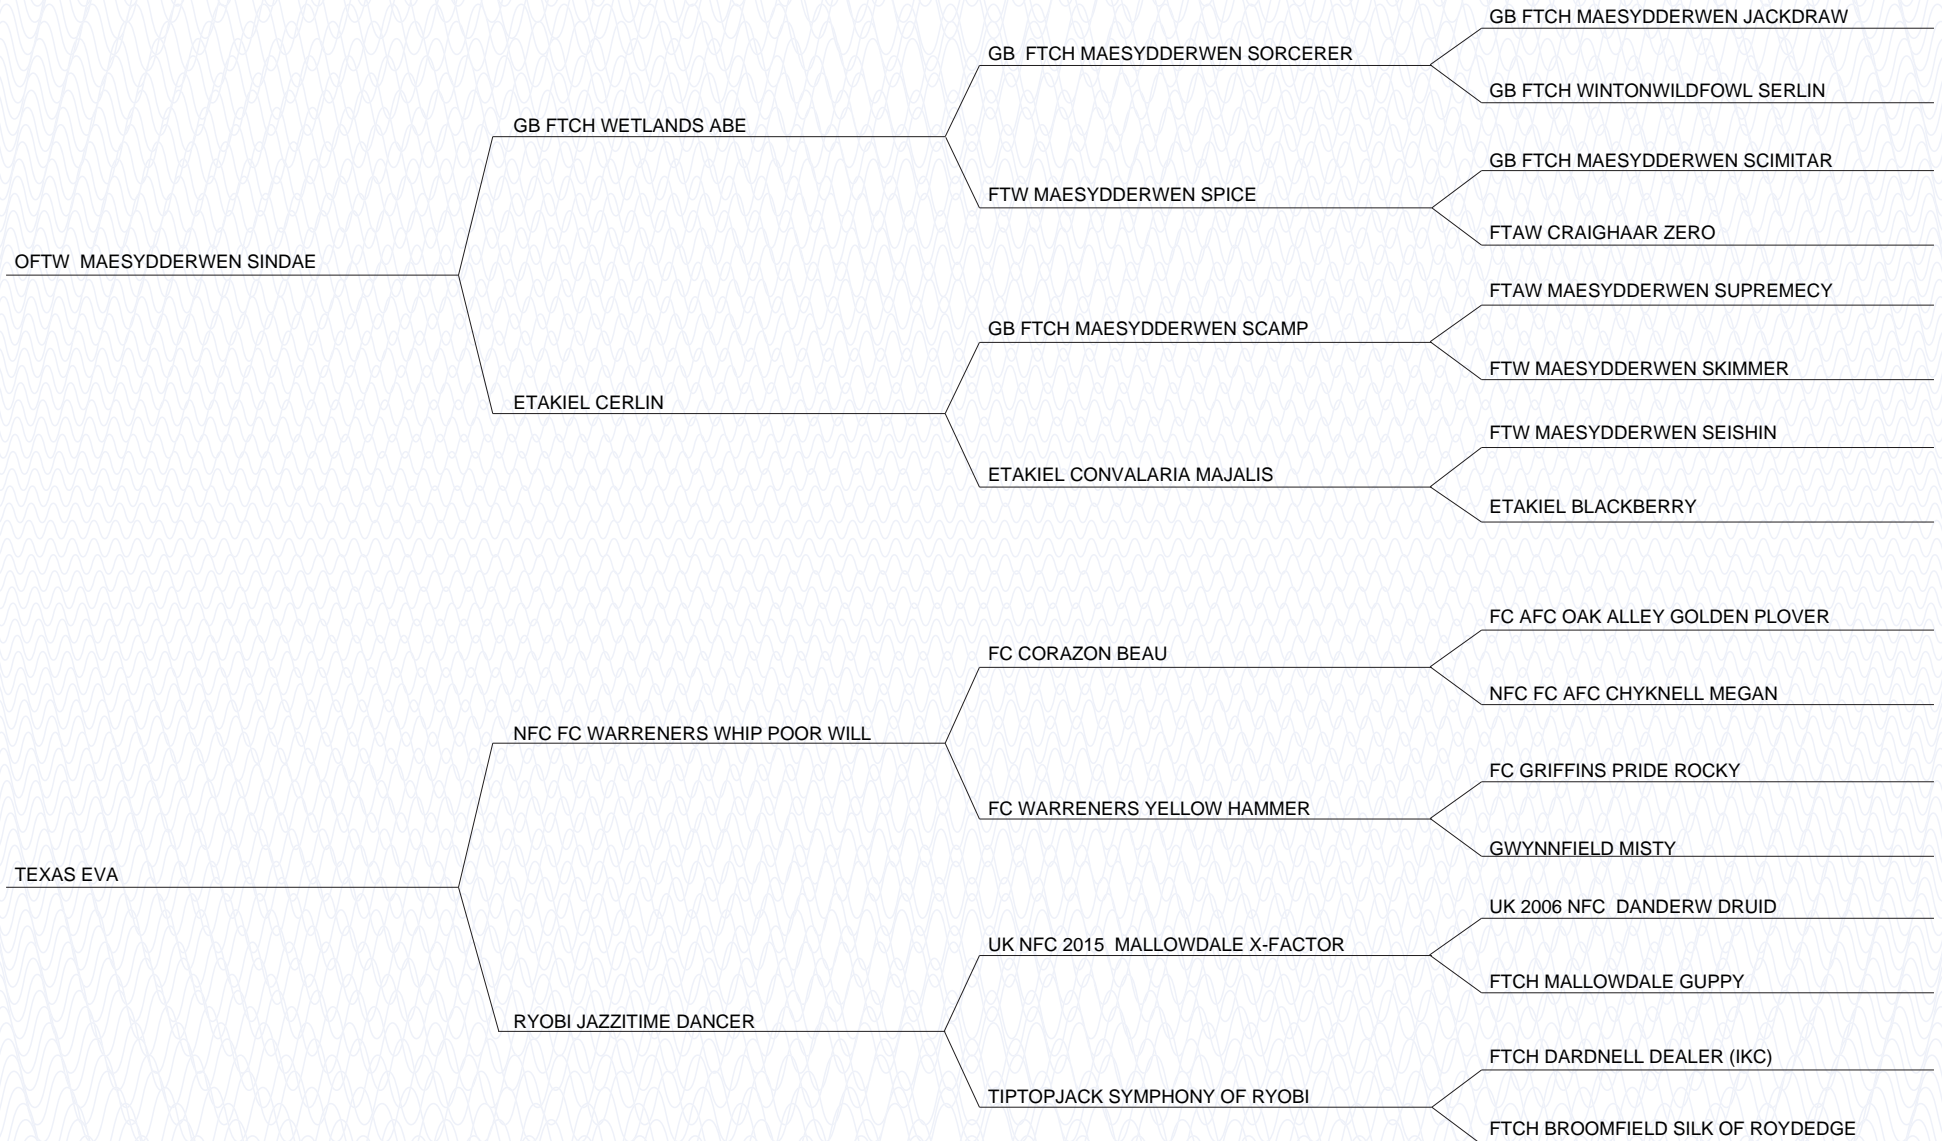 OFTW  MAESYDDERWEN SINDAE
GB FTCH WETLANDS ABE
GB  FTCH MAESYDDERWEN SORCERER
GB FTCH MAESYDDERWEN JACKDRAW
GB FTCH WINTONWILDFOWL SERLIN
FTW MAESYDDERWEN SPICE
GB FTCH MAESYDDERWEN SCIMITAR
FTAW CRAIGHAAR ZERO
ETAKIEL CERLIN
GB FTCH MAESYDDERWEN SCAMP
FTAW MAESYDDERWEN SUPREMECY
FTW MAESYDDERWEN SKIMMER
ETAKIEL CONVALARIA MAJALIS
FTW MAESYDDERWEN SEISHIN
ETAKIEL BLACKBERRY
TEXAS EVA
NFC FC WARRENERS WHIP POOR WILL
FC CORAZON BEAU
FC AFC OAK ALLEY GOLDEN PLOVER
NFC FC AFC CHYKNELL MEGAN
FC WARRENERS YELLOW HAMMER
FC GRIFFINS PRIDE ROCKY
GWYNNFIELD MISTY
RYOBI JAZZITIME DANCER
UK NFC 2015  MALLOWDALE X-FACTOR
UK 2006 NFC  DANDERW DRUID
FTCH MALLOWDALE GUPPY
TIPTOPJACK SYMPHONY OF RYOBI
FTCH DARDNELL DEALER (IKC)
FTCH BROOMFIELD SILK OF ROYDEDGE